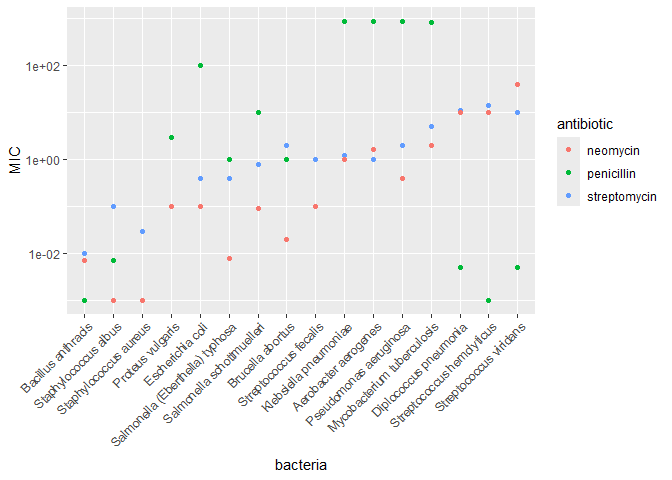 MIC
1e+02
1e+00
1e-02
antibiotic
neomycin
penicillin
streptomycin
Bacillus anthracis
Staphylococcus albus
Staphylococcus aureus
Proteus vulgaris
Escherichia coli
Salmonella (Eberthella) typhosa
Salmonella schottmuelleri
Brucella abortus
Streptococcus fecalis
Klebsiella pneumoniae
Aerobacter aerogenes
Pseudomonas aeruginosa
Mycobacterium tuberculosis
Diplococcus pneumonia
Streptococcus hemolyticus
Streptococcus viridans
bacteria